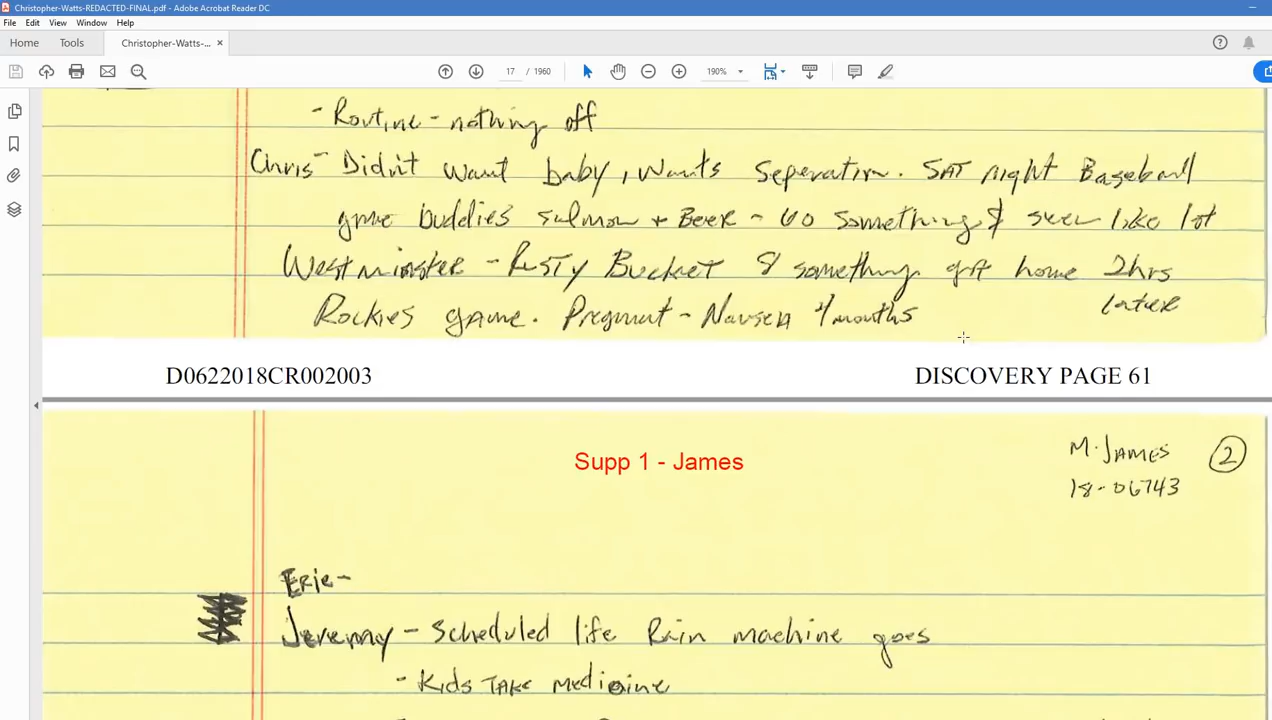 Christopher-Watts-REDACTED-FINAL.pdf - Adobe Acrobat Reader DC
File Edit View Window Help
Home Tools Christopher-Watts-... ×
17 / 1960 190%
- Routine - nothing off
Chris - Didn't want baby, wants Seperation. SAT night Baseball
game buddies salmon + Beer - 60 something $ seem like lot
Westminster - Rusty Bucket & something got home 2hrs
later
Rockies game. Pregnant - Nausea 4 months
D0622018CR002003 DISCOVERY PAGE 61
Supp 1 - James
M. JAMES 2
18-06743
Erie-
Jeremy - Scheduled life Rain machine goes
- Kids TAKE medicine